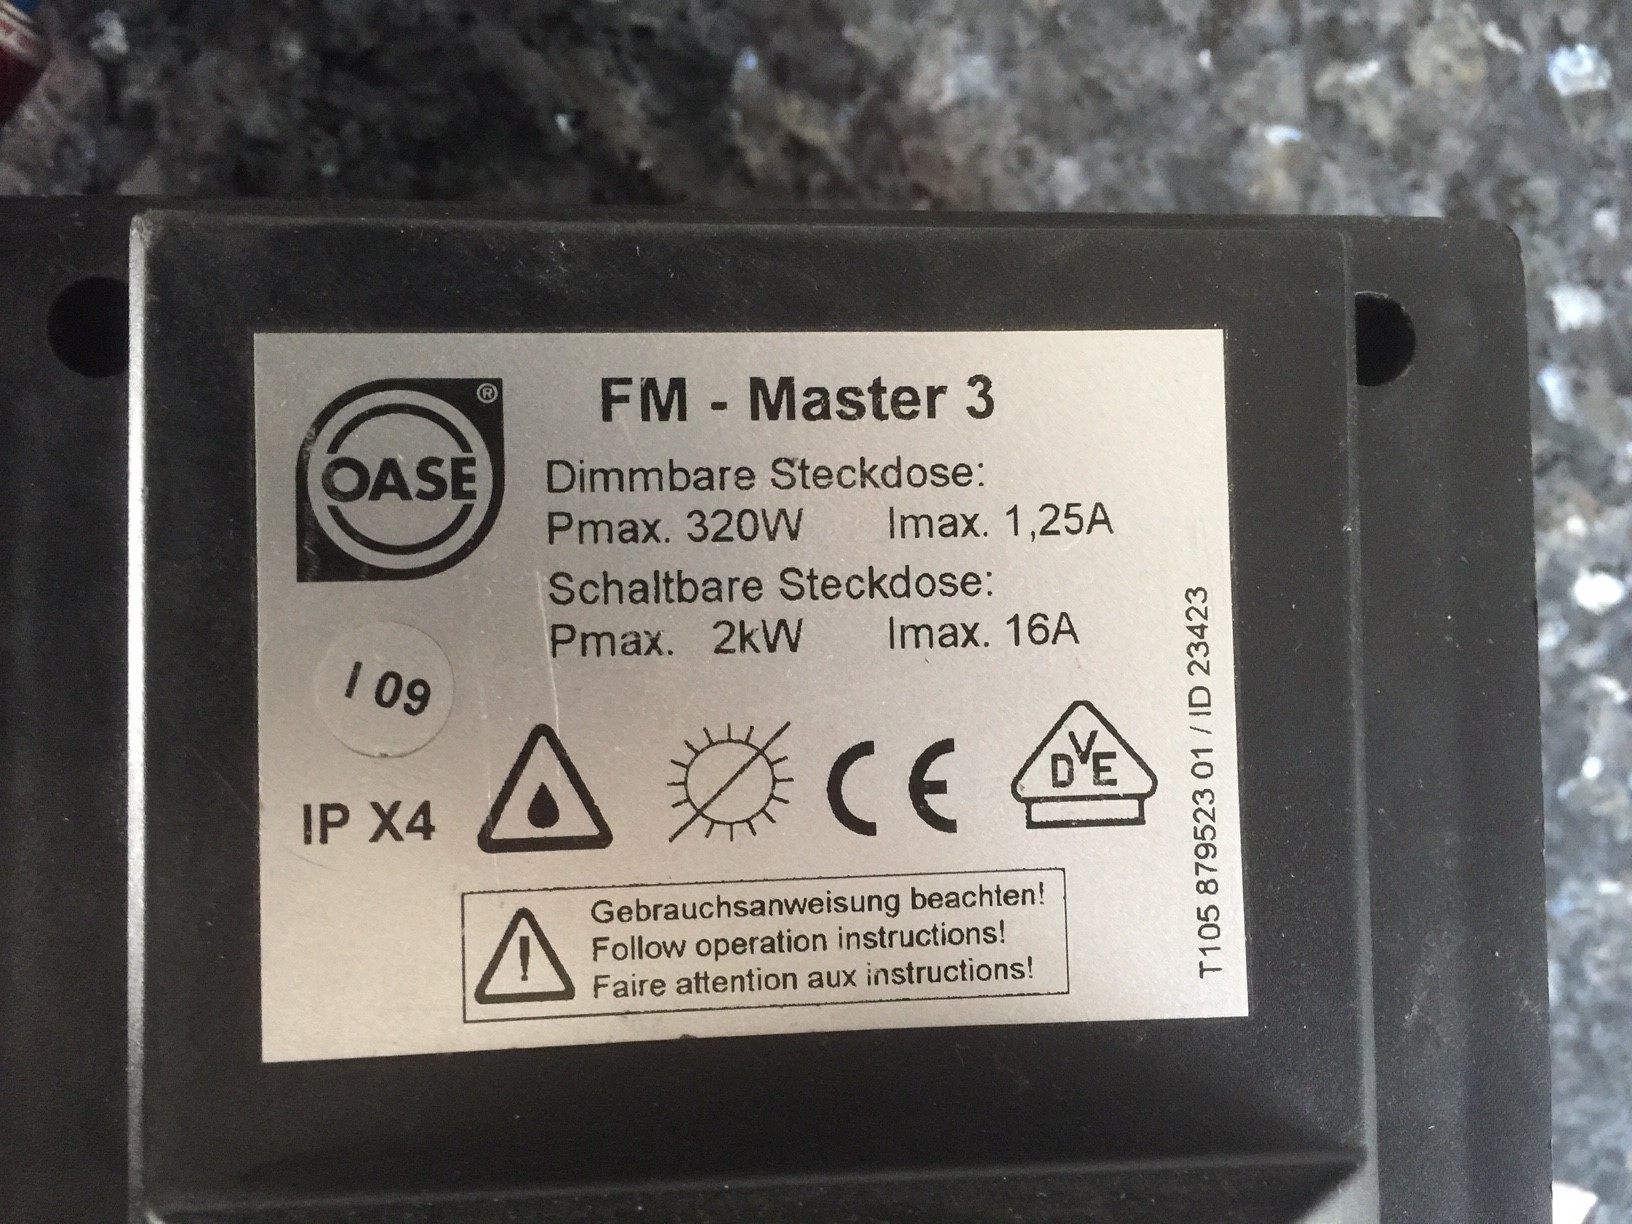 OASE ®
FM - Master 3
Dimmbare Steckdose:
Pmax. 320W Imax. 1,25A
Schaltbare Steckdose:
Pmax. 2kW Imax. 16A
I 09
IP X4
CE
DVE
Gebrauchsanweisung beachten!
Follow operation instructions!
Faire attention aux instructions!
T105 879523 01 / ID 23423